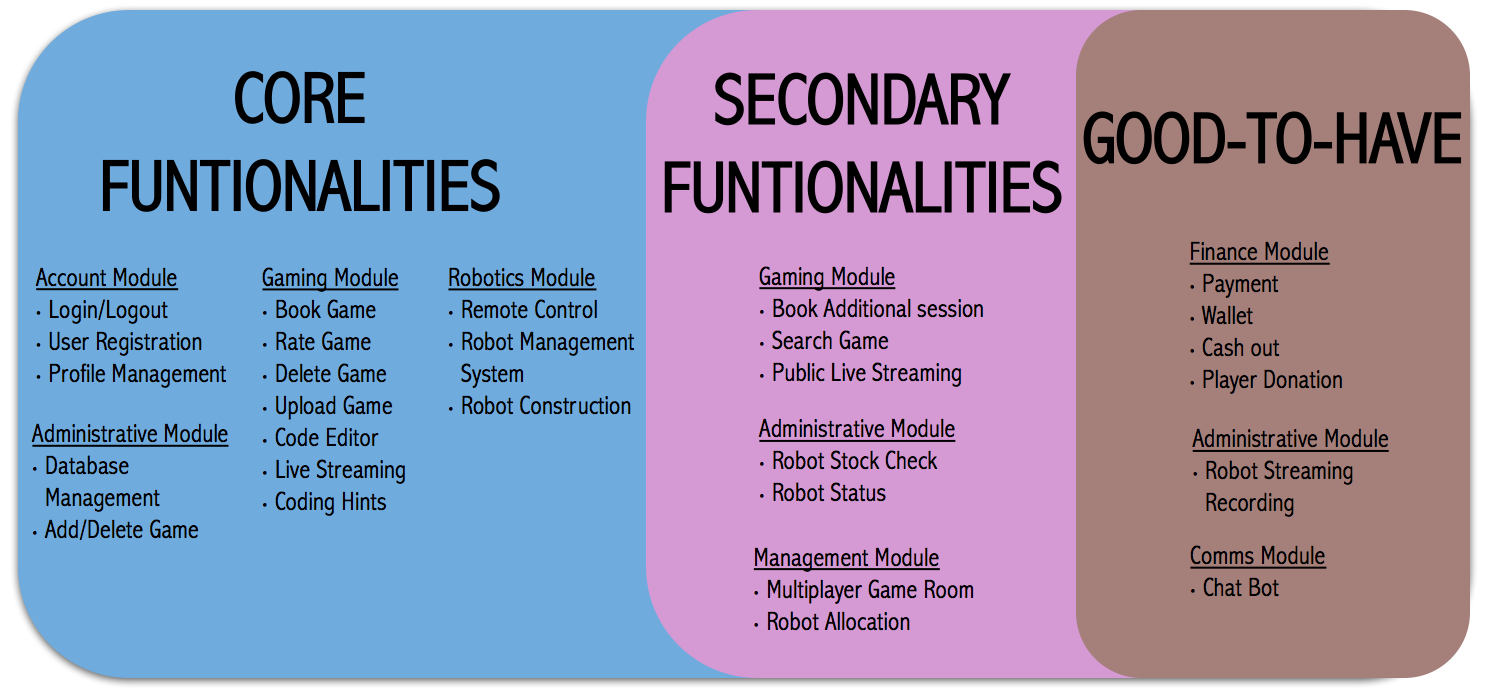 CORE
FUNTIONALITIES
Account Module
· Login/Logout
· User Registration
· Profile Management
Administrative Module
· Database
Management
· Add/Delete Game
Gaming Module
· Book Game
· Rate Game
· Delete Game
· Upload Game
· Code Editor
· Live Streaming
· Coding Hints
Robotics Module
· Remote Control
· Robot Management
System
· Robot Construction
SECONDARY
FUNTIONALITIES
Gaming Module
· Book Additional session
· Search Game
· Public Live Streaming
Administrative Module
· Robot Stock Check
· Robot Status
Management Module
· Multiplayer Game Room
· Robot Allocation
GOOD-TO-HAVE
Finance Module
· Payment
· Wallet
· Cash out
· Player Donation
Administrative Module
· Robot Streaming
Recording
Comms Module
· Chat Bot